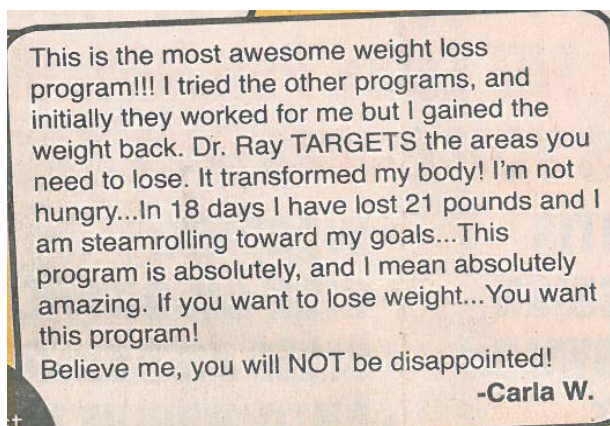 This is the most awesome weight loss
program!!! I tried the other programs, and
initially they worked for me but I gained the
weight back. Dr. Ray TARGETS the areas you
need to lose. It transformed my body! I'm not
hungry...In 18 days I have lost 21 pounds and I
am steamrolling toward my goals...This
program is absolutely, and I mean absolutely
amazing. If you want to lose weight...You want
this program!
Believe me, you will NOT be disappointed!
-Carla W.